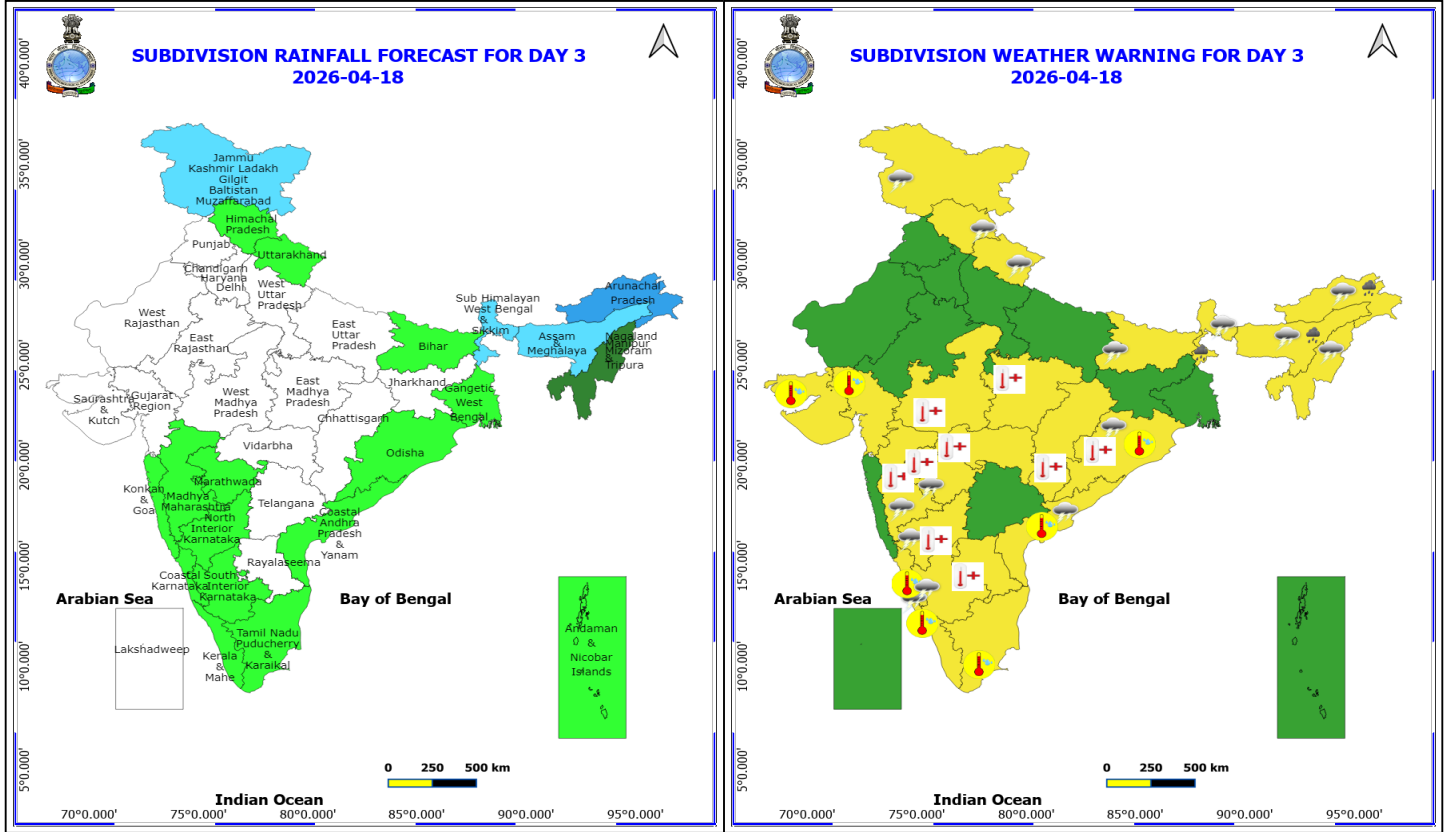 SUBDIVISION RAINFALL FORECAST FOR DAY 3
2026-04-18
40°0.000'
35°0.000'
30°0.000'
25°0.000'
20°0.000'
15°0.000'
10°0.000'
5°0.000'
Jammu
Kashmir Ladakh
Gilgit
Baltistan
Muzaffarabad
Himachal
Pradesh
Punjab
Uttarakhand
Chandigarh
Haryana
Delhi
West
Uttar
Pradesh
West
Rajasthan
East
Rajasthan
East
Uttar
Pradesh
Sub Himalayan
West Bengal
&
Sikkim
Arunachal
Pradesh
Assam
&
Meghalaya
Nagaland
Manipur
Mizoram
&
Tripura
Bihar
Jharkhand
Gangetic
West
Bengal
Saurashtra
&
Kutch
Gujarat
Region
West
Madhya
Pradesh
East
Madhya
Pradesh
Chhattisgarh
Vidarbha
Odisha
Konkan
&
Goa
Marathwada
Madhya
Maharashtra
Telangana
North
Interior
Karnataka
Coastal
Andhra
Pradesh
&
Yanam
Rayalaseema
Coastal
Karnataka
South
Interior
Karnataka
Tamil Nadu
Puducherry
&
Karaikal
Kerala
&
Mahe
Lakshadweep
Andaman
&
Nicobar
Islands
Arabian Sea
Bay of Bengal
Indian Ocean
0 250 500 km
70°0.000' 75°0.000' 80°0.000' 85°0.000' 90°0.000' 95°0.000'
SUBDIVISION WEATHER WARNING FOR DAY 3
2026-04-18
40°0.000'
35°0.000'
30°0.000'
25°0.000'
20°0.000'
15°0.000'
10°0.000'
5°0.000'
Arabian Sea
Bay of Bengal
Indian Ocean
0 250 500 km
70°0.000' 75°0.000' 80°0.000' 85°0.000' 90°0.000' 95°0.000'